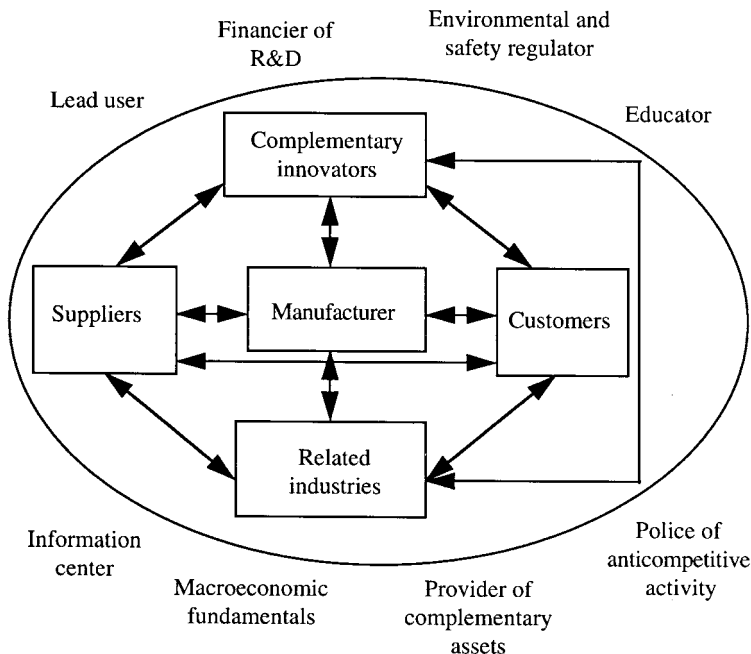 Financier of
R&D
Environmental and
safety regulator
Lead user
Educator
Complementary
innovators
Suppliers
Manufacturer
Customers
Related
industries
Information
center
Macroeconomic
fundamentals
Provider of
complementary
assets
Police of
anticompetitive
activity